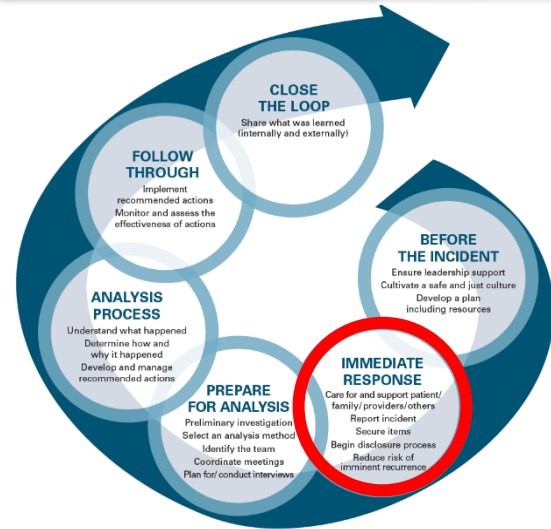 CLOSE
THE LOOP
Share what was learned
(internally and externally)
FOLLOW
THROUGH
Implement
recommended actions
Monitor and assess the
effectiveness of actions
BEFORE
THE INCIDENT
Ensure leadership support
Cultivate a safe and just culture
Develop a plan
including resources
ANALYSIS
PROCESS
Understand what happened
Determine how and
why it happened
Develop and manage
recommended actions
IMMEDIATE
RESPONSE
Care for and support patient/
family/providers/others
Report incident
Secure items
Begin disclosure process
Reduce risk of
imminent recurrence
PREPARE
FOR ANALYSIS
Preliminary investigation
Select an analysis method
Identify the team
Coordinate meetings
Plan for/conduct interviews